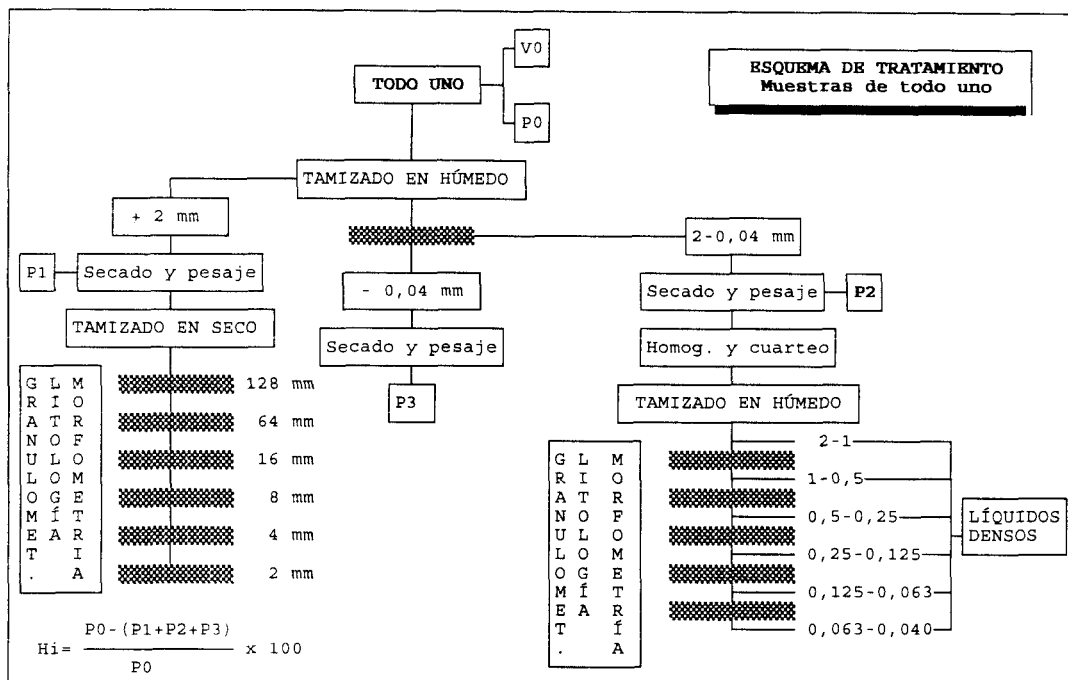 ESQUEMA DE TRATAMIENTO
Muestras de todo uno
V0
TODO UNO
P0
TAMIZADO EN HÚMEDO
+ 2 mm
2-0,04 mm
P1
Secado y pesaje
- 0,04 mm
Secado y pesaje
P2
TAMIZADO EN SECO
Secado y pesaje
Homog. y cuarteo
P3
TAMIZADO EN HÚMEDO
GRANULOMET.
LITOLOGÍA
MORFOMETRIA
128 mm
64 mm
16 mm
8 mm
4 mm
2 mm
GRANULOMET.
LITOLOGÍA
MORFOMETRÍA
2-1
1-0,5
0,5-0,25
0,25-0,125
0,125-0,063
0,063-0,040
LÍQUIDOS
DENSOS
P0-(P1+P2+P3)
Hi= x 100
P0